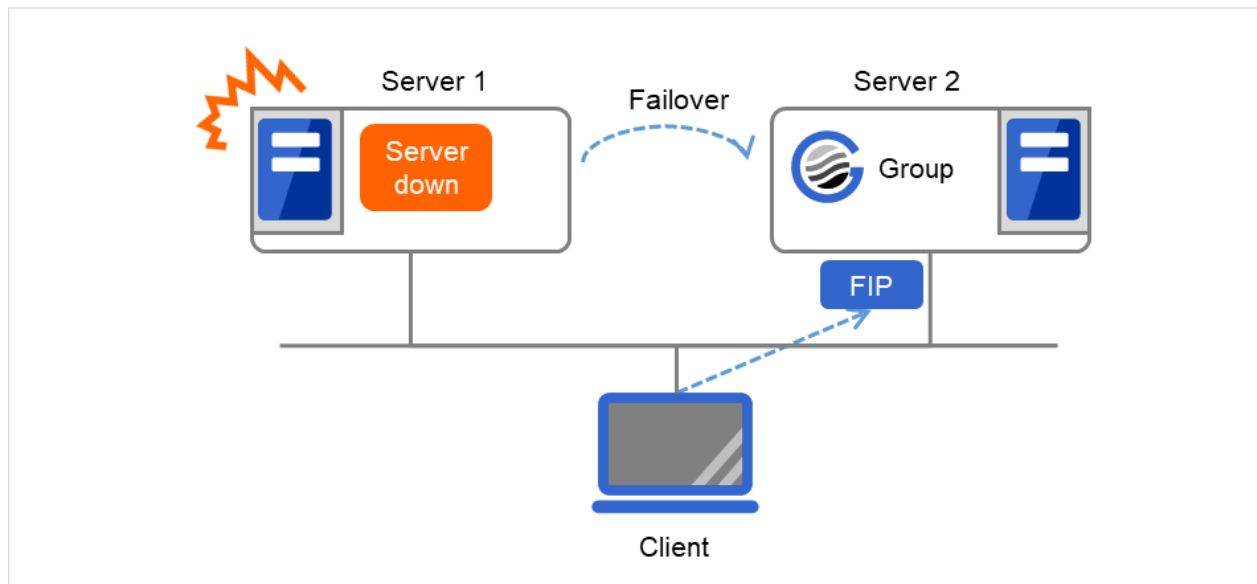 Server 1
Failover
Server 2
Server
down
Group
FIP
Client